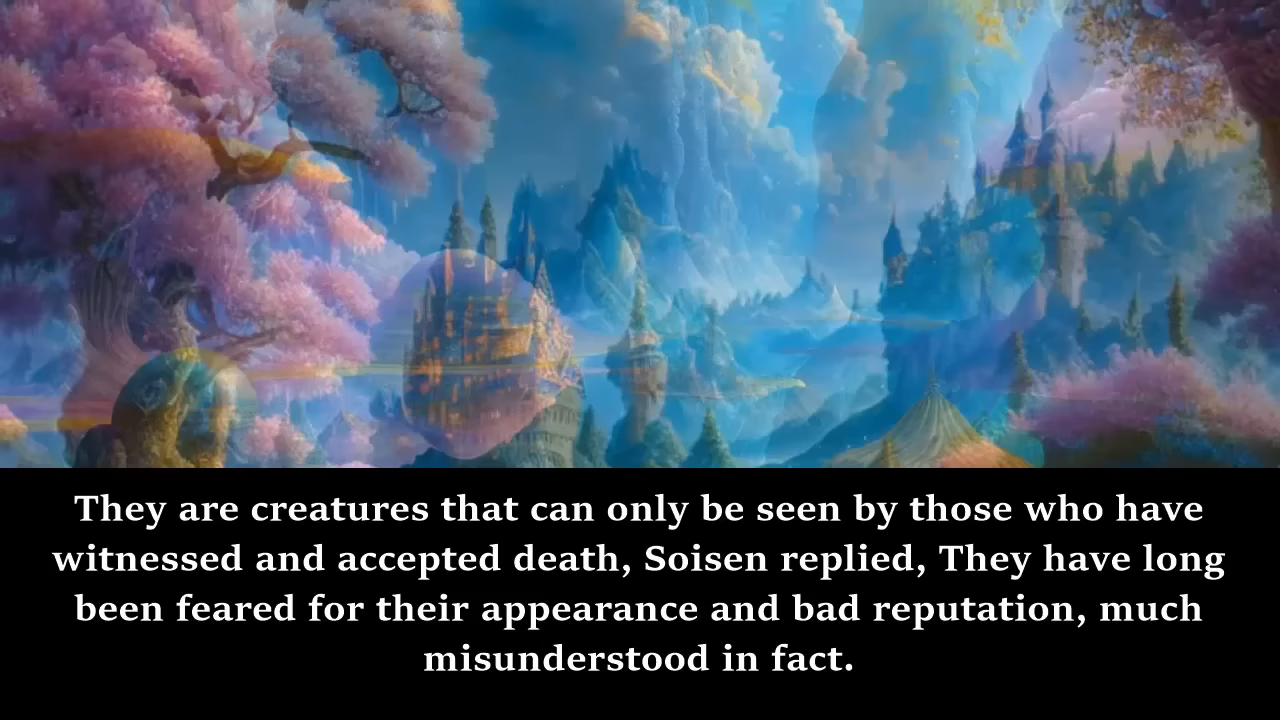 They are creatures that can only be seen by those who have
witnessed and accepted death, Soisen replied, They have long
been feared for their appearance and bad reputation, much
misunderstood in fact.